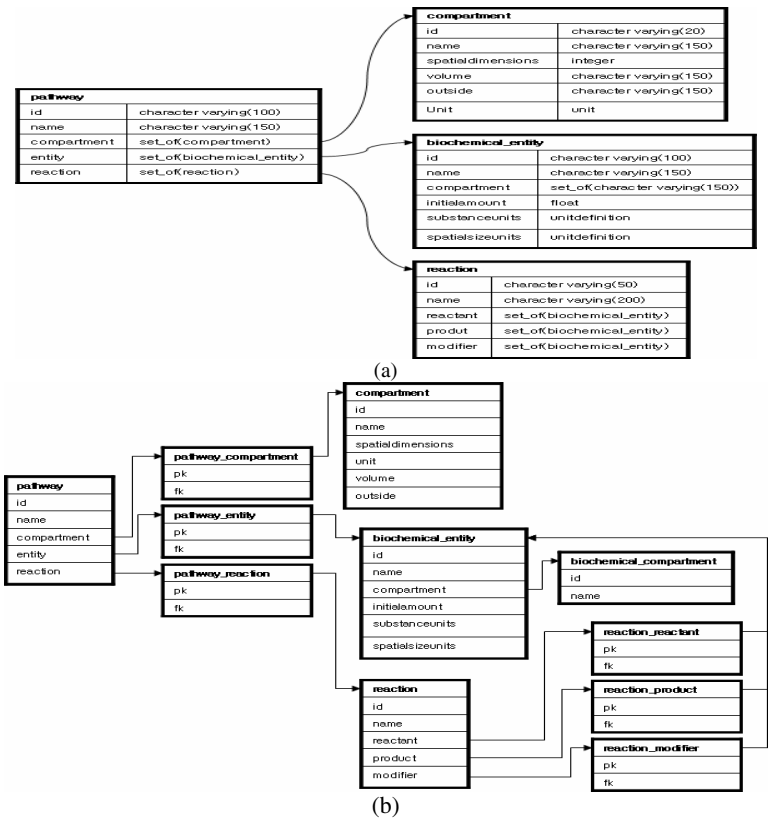 compartment
id character varying(20)
name character varying(150)
spatialdimensions integer
volume character varying(150)
outside character varying(150)
Unit unit
pathway
id character varying(100)
name character varying(150)
compartment set_of(compartment)
entity set_of(biochemical_entity)
reaction set_of(reaction)
biochemical_entity
id character varying(100)
name character varying(150)
compartment set_of(character varying(150))
initialamount float
substanceunits unitdefinition
spatialsizeunits unitdefinition
reaction
id character varying(50)
name character varying(200)
reactant set_of(biochemical_entity)
produt set_of(biochemical_entity)
modifier set_of(biochemical_entity)
(a)
compartment
id
name
spatialdimensions
unit
volume
outside
pathway_compartment
pk
fk
pathway
id
name
compartment
entity
reaction
pathway_entity
pk
fk
pathway_reaction
pk
fk
biochemical_entity
id
name
compartment
initialamount
substanceunits
spatialsizeunits
biochemical_compartment
id
name
reaction_reactant
pk
fk
reaction
id
name
reactant
product
modifier
reaction_product
pk
fk
reaction_modifier
pk
fk
(b)